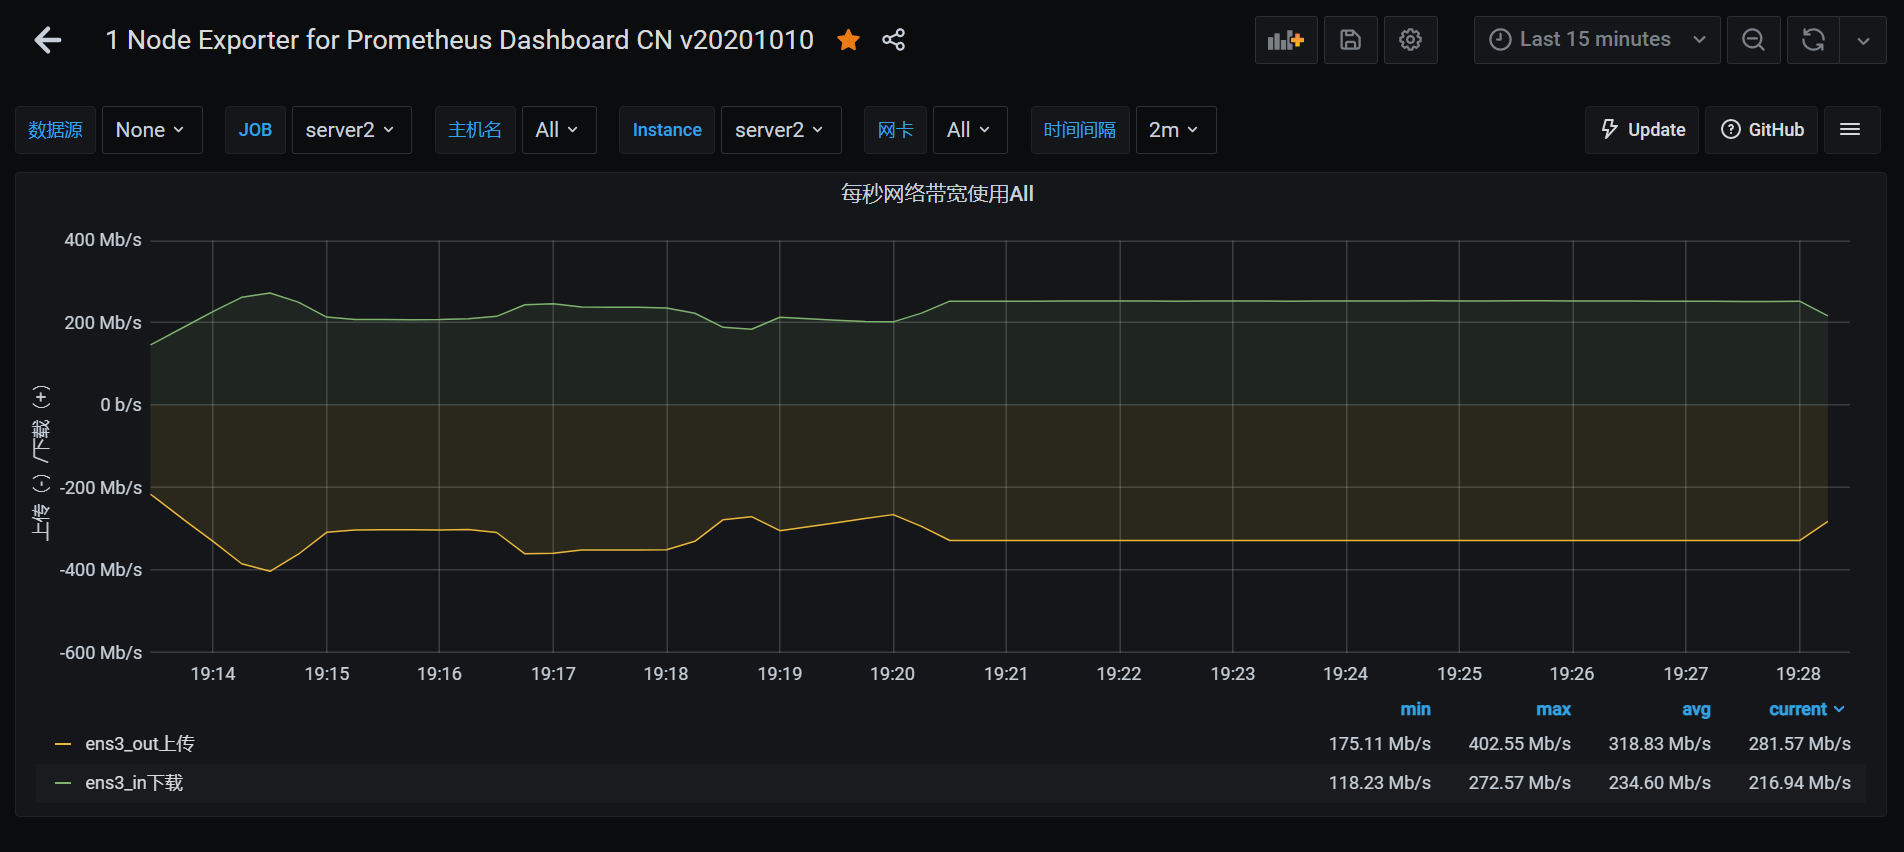 1 Node Exporter for Prometheus Dashboard CN v20201010
Last 15 minutes
数据源 None JOB server2 主机名 All Instance server2 网卡 All 时间间隔 2m Update GitHub
每秒网络带宽使用All
上传（-）/下载（+）
400 Mb/s
200 Mb/s
0 b/s
-200 Mb/s
-400 Mb/s
-600 Mb/s
19:14 19:15 19:16 19:17 19:18 19:19 19:20 19:21 19:22 19:23 19:24 19:25 19:26 19:27 19:28
min max avg current
ens3_out上传 175.11 Mb/s 402.55 Mb/s 318.83 Mb/s 281.57 Mb/s
ens3_in下载 118.23 Mb/s 272.57 Mb/s 234.60 Mb/s 216.94 Mb/s